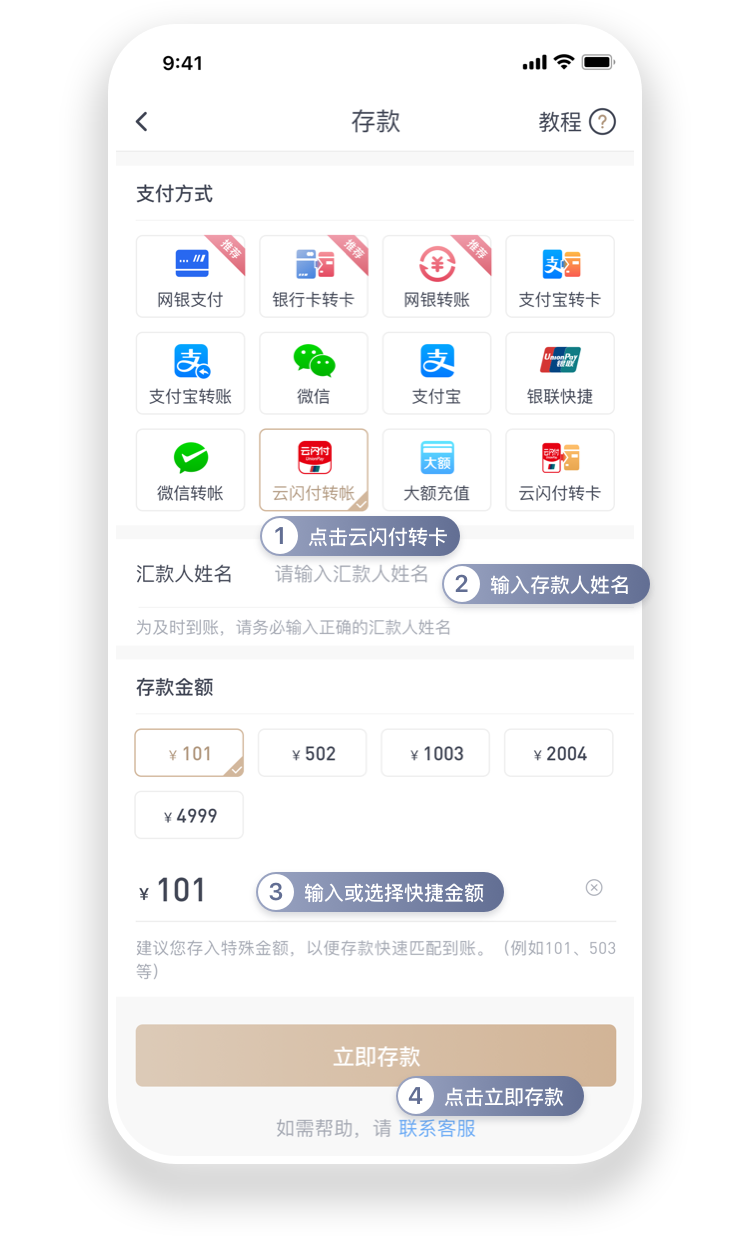 9:41
存款
教程 ?
支付方式
推荐 推荐 推荐
网银支付 银行卡转卡 网银转账 支付宝转卡
支 支 UnionPay 银联
支付宝转账 微信 支付宝 银联快捷
云闪付 UnionPay 大额 云闪付
微信转帐 云闪付转帐 大额充值 云闪付转卡
1 点击云闪付转卡
汇款人姓名 请输入汇款人姓名
2 输入存款人姓名
为及时到账，请务必输入正确的汇款人姓名
存款金额
¥ 101 ¥ 502 ¥ 1003 ¥ 2004
¥ 4999
¥ 101
3 输入或选择快捷金额
建议您存入特殊金额，以便存款快速匹配到账。（例如101、503
等）
立即存款
4 点击立即存款
如需帮助，请 联系客服